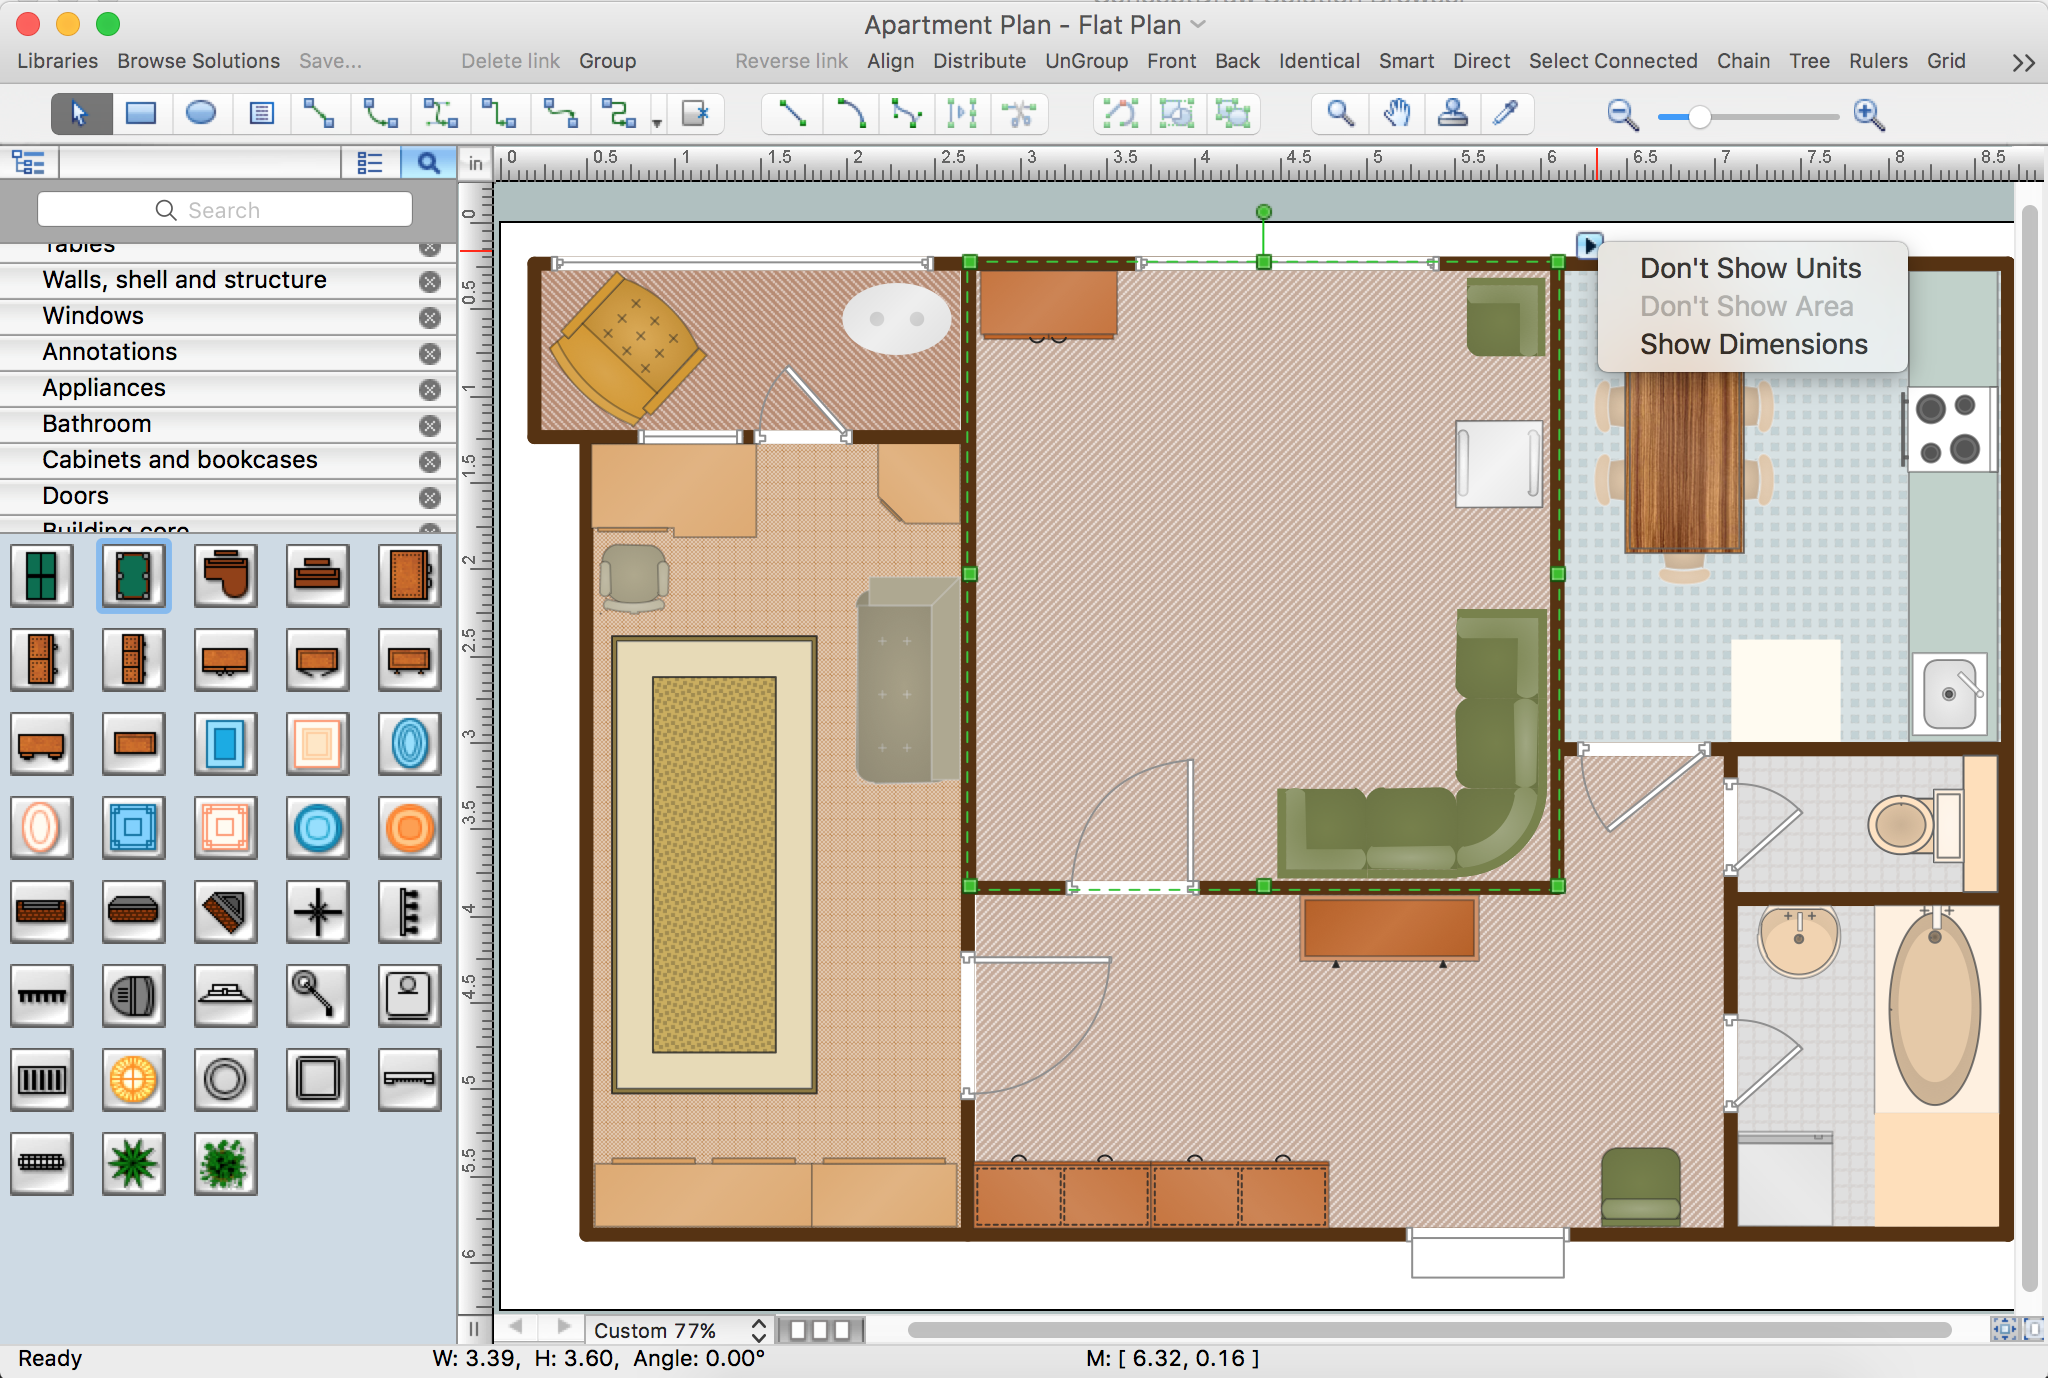 Apartment Plan - Flat Plan
Libraries Browse Solutions Save... Delete link Group Reverse link Align Distribute UnGroup Front Back Identical Smart Direct Select Connected Chain Tree Rulers Grid
in 0 0.5 1 1.5 2 2.5 3 3.5 4 4.5 5 5.5 6 6.5 7 7.5 8 8.5
Search
Tables
Walls, shell and structure
Windows
Annotations
Appliances
Bathroom
Cabinets and bookcases
Doors
Building core
0
0.5
1
1.5
2
2.5
3
3.5
4
4.5
5
5.5
6
Don't Show Units
Don't Show Area
Show Dimensions
Custom 77%
Ready W: 3.39, H: 3.60, Angle: 0.00° M: [ 6.32, 0.16 ]